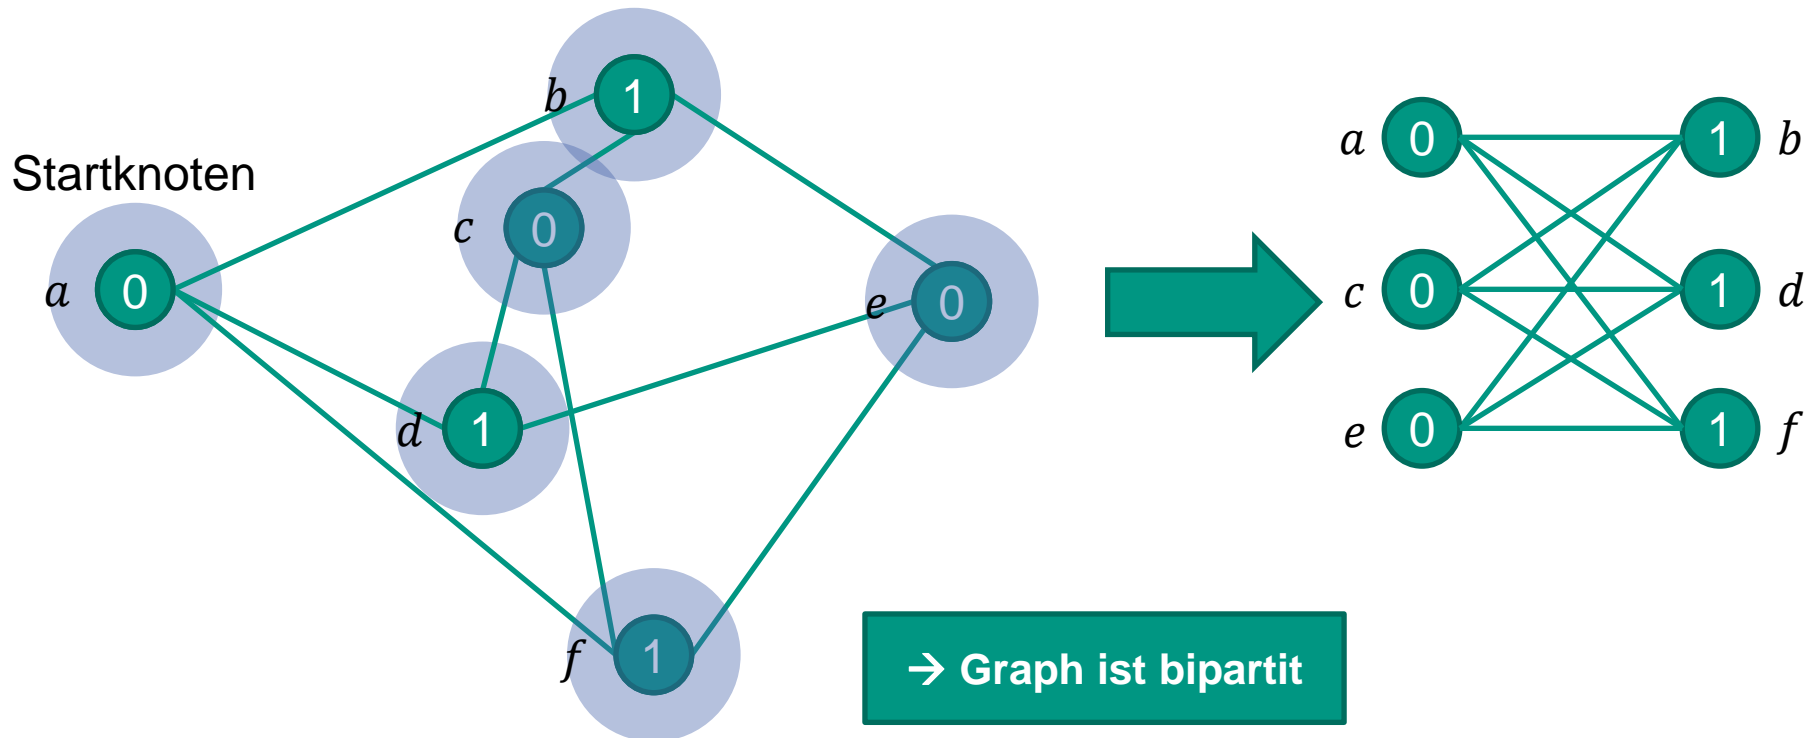 b 1
Startknoten
c 0
a 0
e 0
d 1
f 1
a 0 1 b
c 0 1 d
e 0 1 f
→ Graph ist bipartit